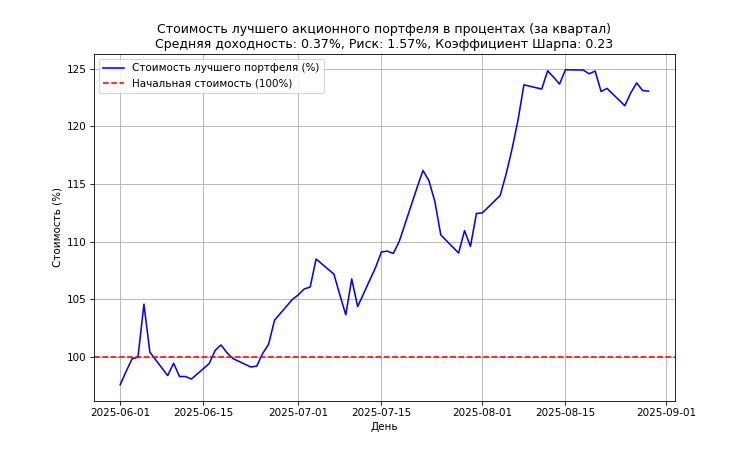 Стоимость лучшего акционного портфеля в процентах (за квартал)
Средняя доходность: 0.37%, Риск: 1.57%, Коэффициент Шарпа: 0.23
Стоимость лучшего портфеля (%)
Начальная стоимость (100%)
Стоимость (%)
125
120
115
110
105
100
2025-06-01
2025-06-15
2025-07-01
2025-07-15
2025-08-01
2025-08-15
2025-09-01
День